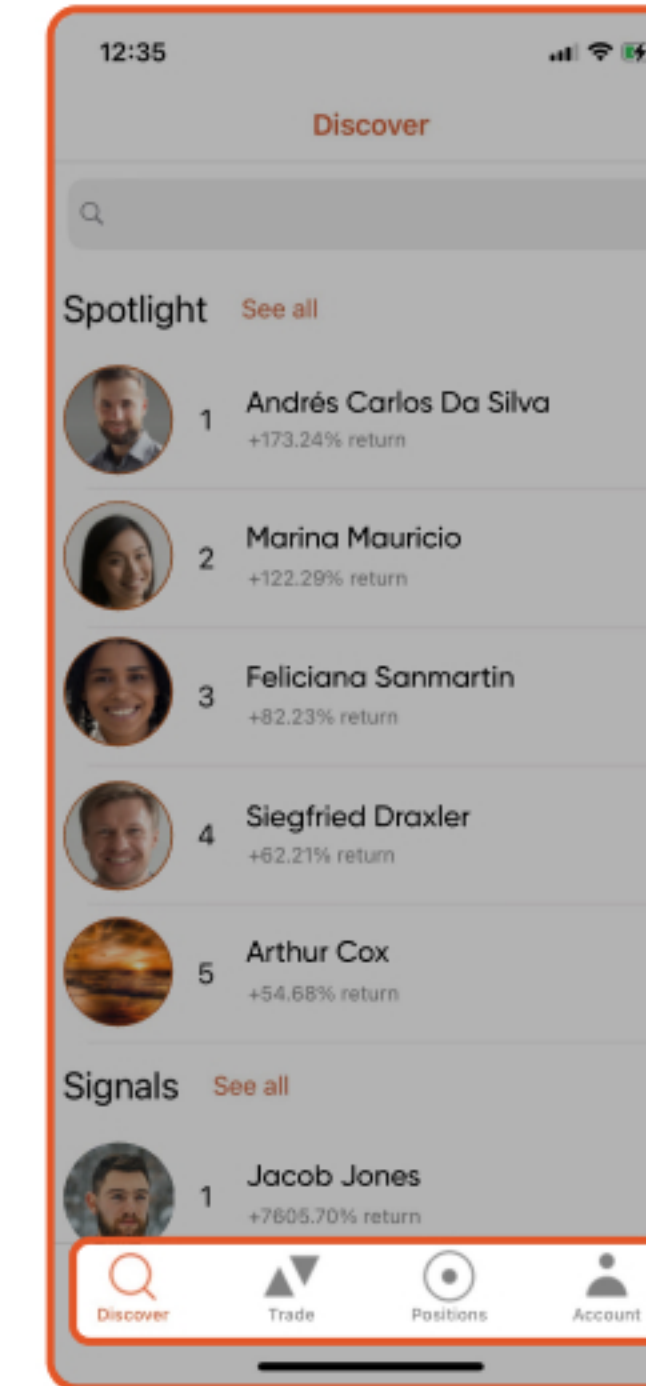 12:35
Discover
Spotlight See all
1 Andrés Carlos Da Silva
+173.24% return
2 Marina Mauricio
+122.29% return
3 Feliciana Sanmartin
+82.23% return
4 Siegfried Draxler
+62.21% return
5 Arthur Cox
+54.68% return
Signals See all
1 Jacob Jones
+7605.70% return
Discover Trade Positions Account